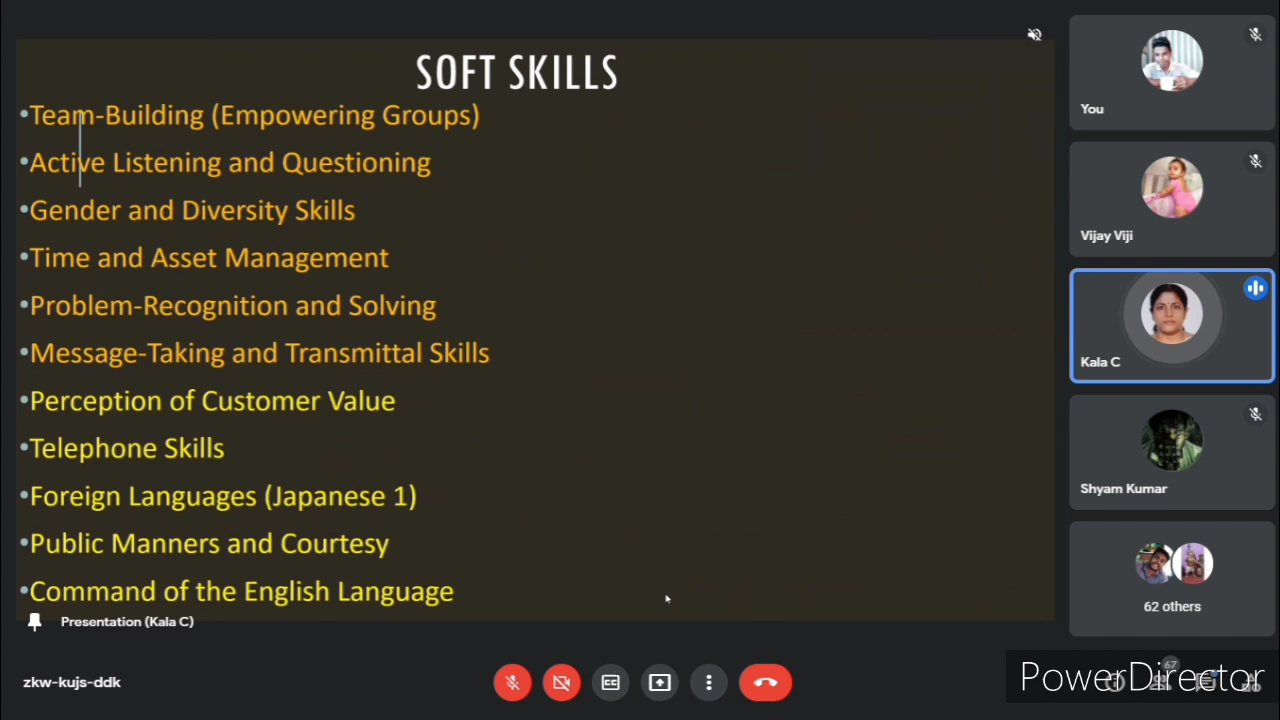 SOFT SKILLS
•Team-Building (Empowering Groups)
•Active Listening and Questioning
•Gender and Diversity Skills
•Time and Asset Management
•Problem-Recognition and Solving
•Message-Taking and Transmittal Skills
•Perception of Customer Value
•Telephone Skills
•Foreign Languages (Japanese 1)
•Public Manners and Courtesy
•Command of the English Language
Presentation (Kala C)
You
Vijay Viji
Kala C
Shyam Kumar
62 others
zkw-kujs-ddk
CC
67
PowerDirector